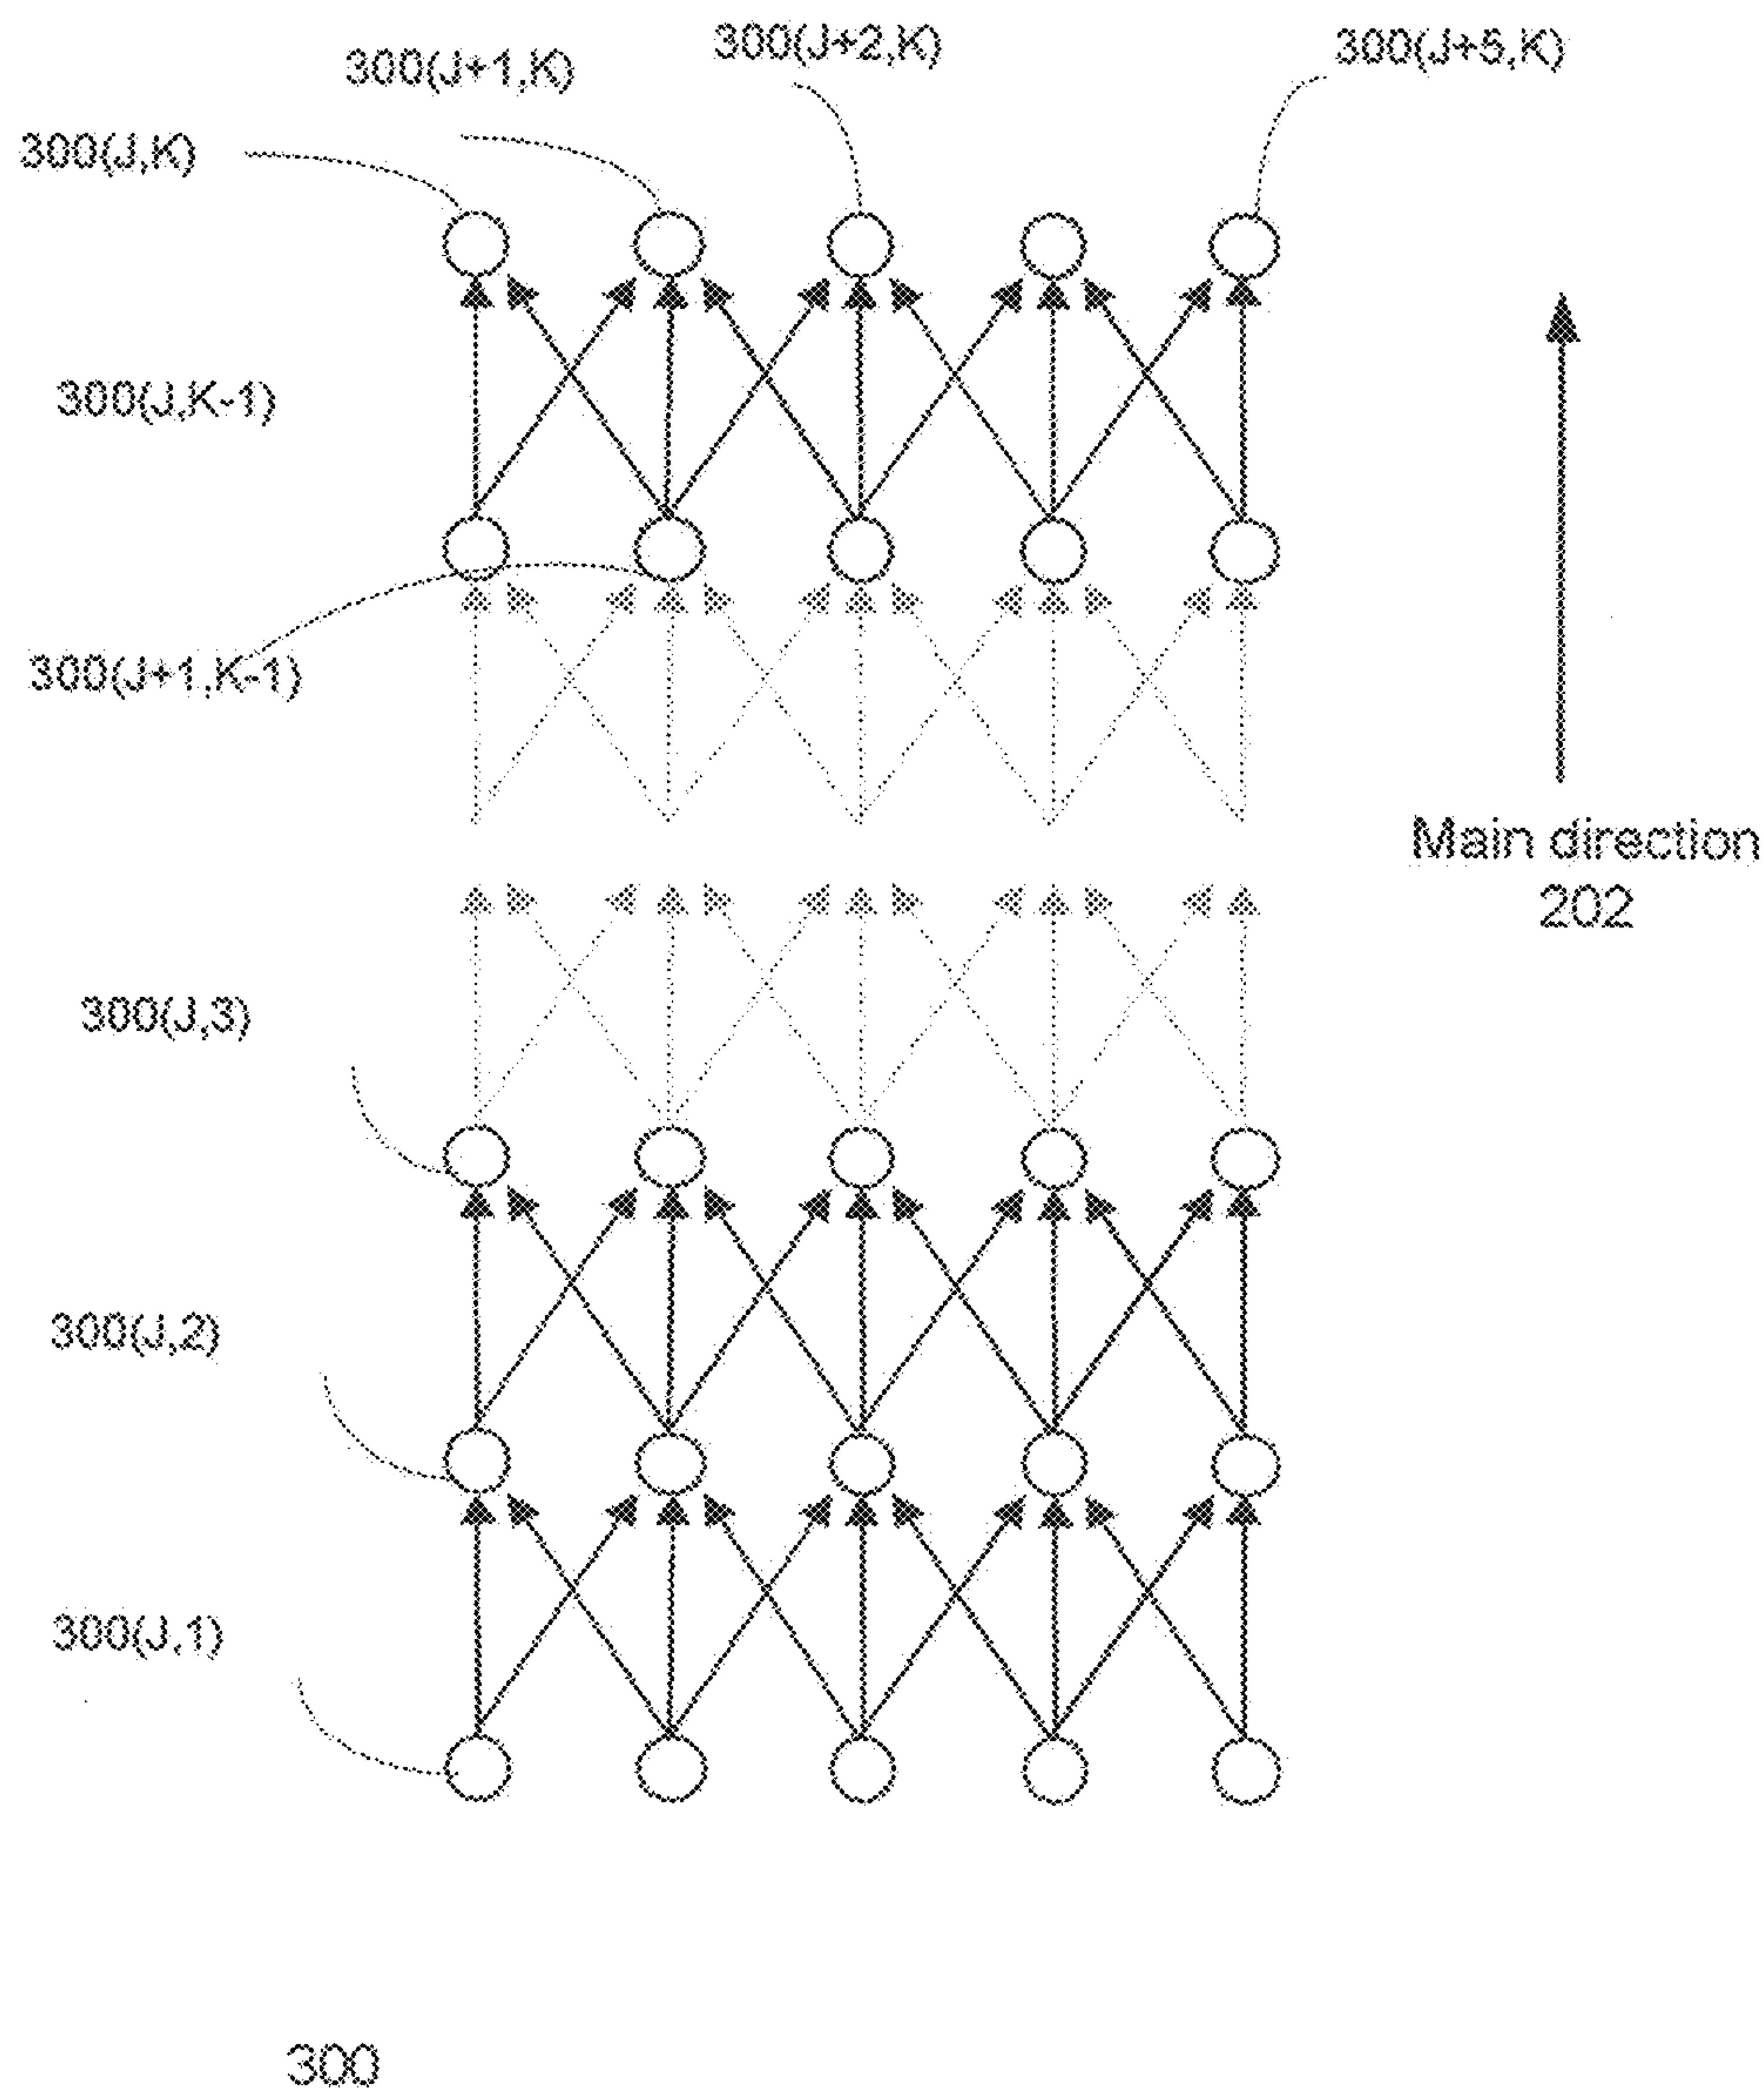 300(J+2,K)
300(J+5,K)
300(J+1,K)
300(J,K)
300(J,K-1)
300(J+1,K-1)
Main direction
202
300(J,3)
300(J,2)
300(J,1)
300